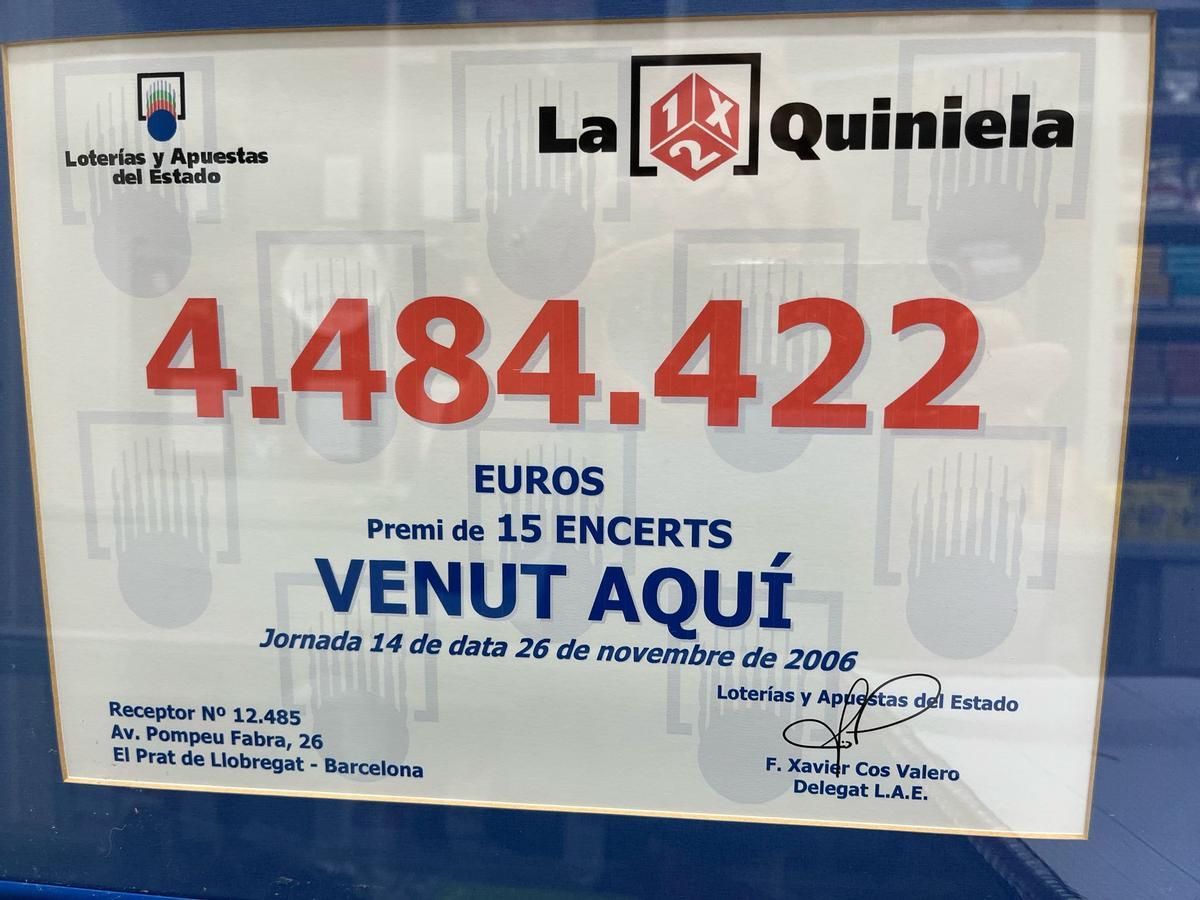 Loterías y Apuestas
del Estado
La 1 X 2 Quiniela
4.484.422
EUROS
Premi de 15 ENCERTS
VENUT AQUÍ
Jornada 14 de data 26 de novembre de 2006
Receptor Nº 12.485
Av. Pompeu Fabra, 26
El Prat de Llobregat - Barcelona
Loterías y Apuestas del Estado
F. Xavier Cos Valero
Delegat L.A.E.